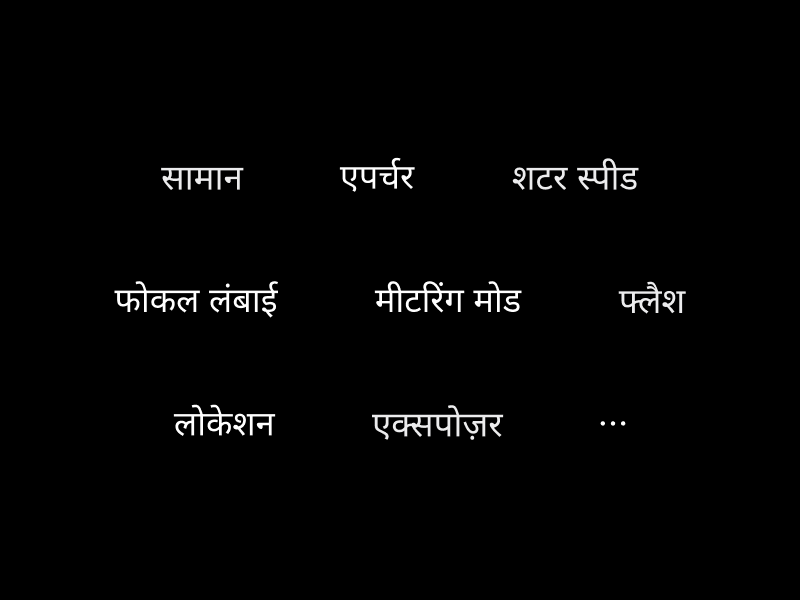 सामान एपर्चर शटर स्पीड
फोकल लंबाई मीटरिंग मोड फ्लैश
लोकेशन एक्सपोज़र ...